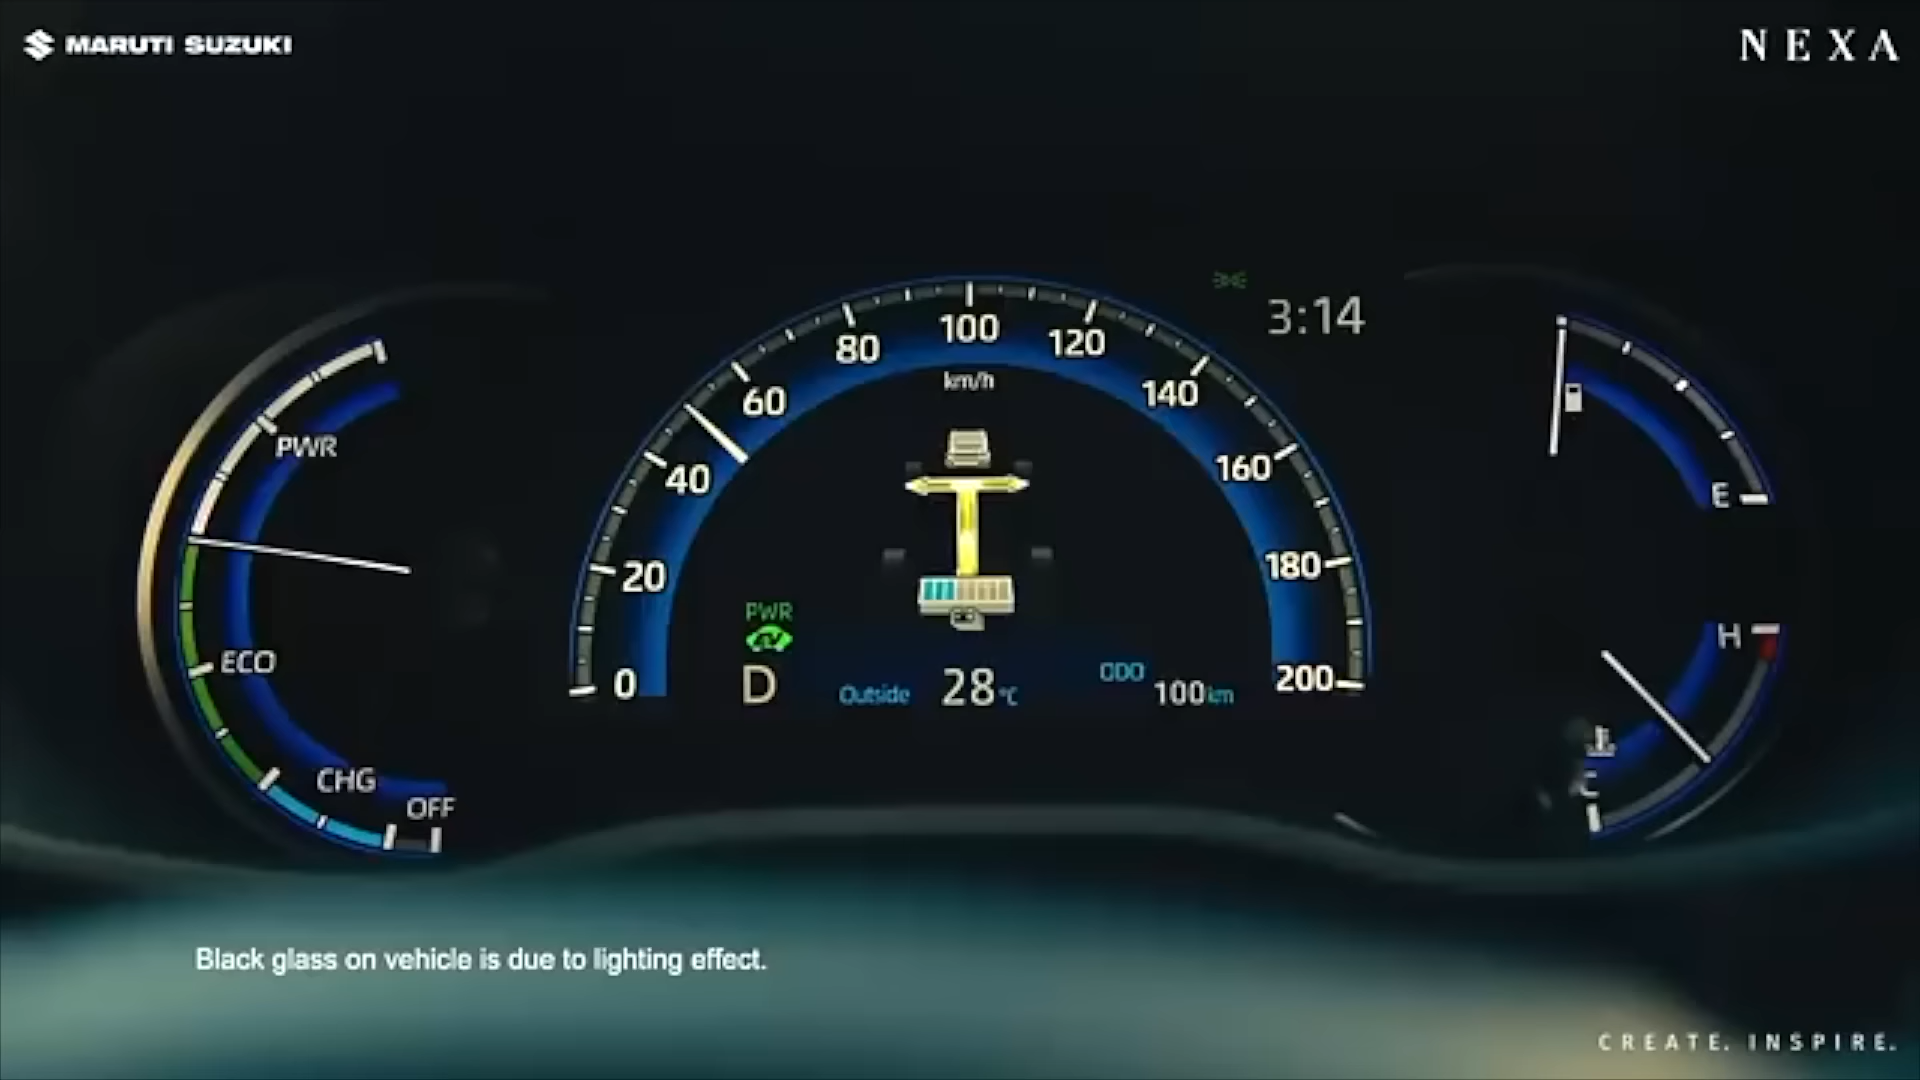 MARUTI SUZUKI
NEXA
3:14
100
80
120
km/h
60
140
40
160
20
180
0
200
PWR
ECO
CHG
OFF
PWR
EV
D
Outside
28°C
ODO
100km
E
H
C
Black glass on vehicle is due to lighting effect.
CREATE. INSPIRE.